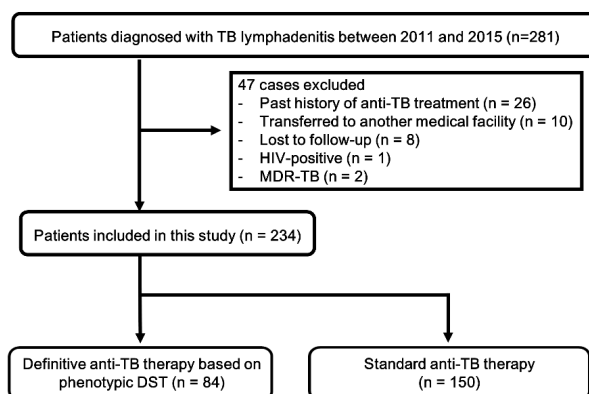 Patients diagnosed with TB lymphadenitis between 2011 and 2015 (n=281)
47 cases excluded
- Past history of anti-TB treatment (n = 26)
- Transferred to another medical facility (n = 10)
- Lost to follow-up (n = 8)
- HIV-positive (n = 1)
- MDR-TB (n = 2)
Patients included in this study (n = 234)
Definitive anti-TB therapy based on
phenotypic DST (n = 84)
Standard anti-TB therapy
(n = 150)